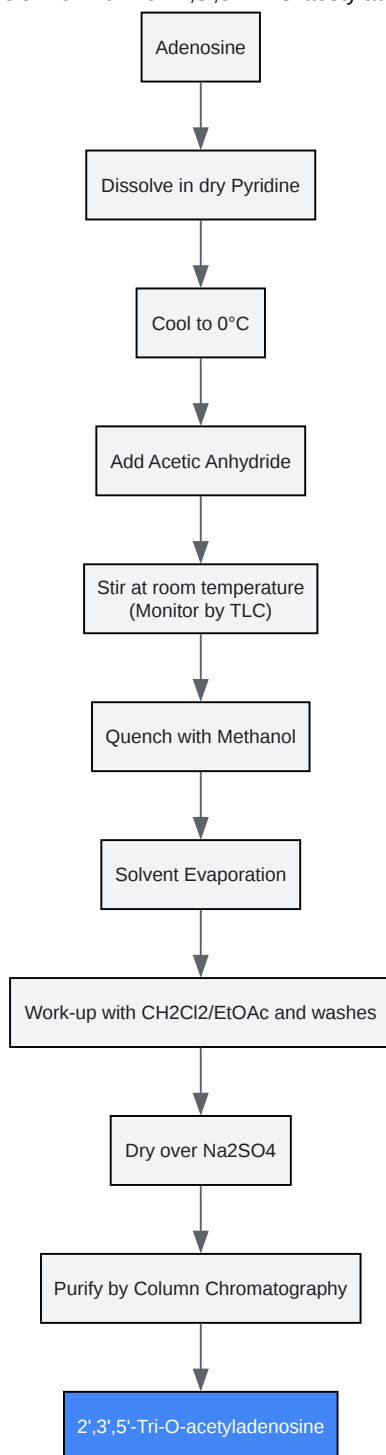 Adenosine
Dissolve in dry Pyridine
Cool to 0°C
Add Acetic Anhydride
Stir at room temperature
(Monitor by TLC)
Quench with Methanol
Solvent Evaporation
Work-up with CH2Cl2/EtOAc and washes
Dry over Na2SO4
Purify by Column Chromatography
2',3',5'-Tri-O-acetyladenosine